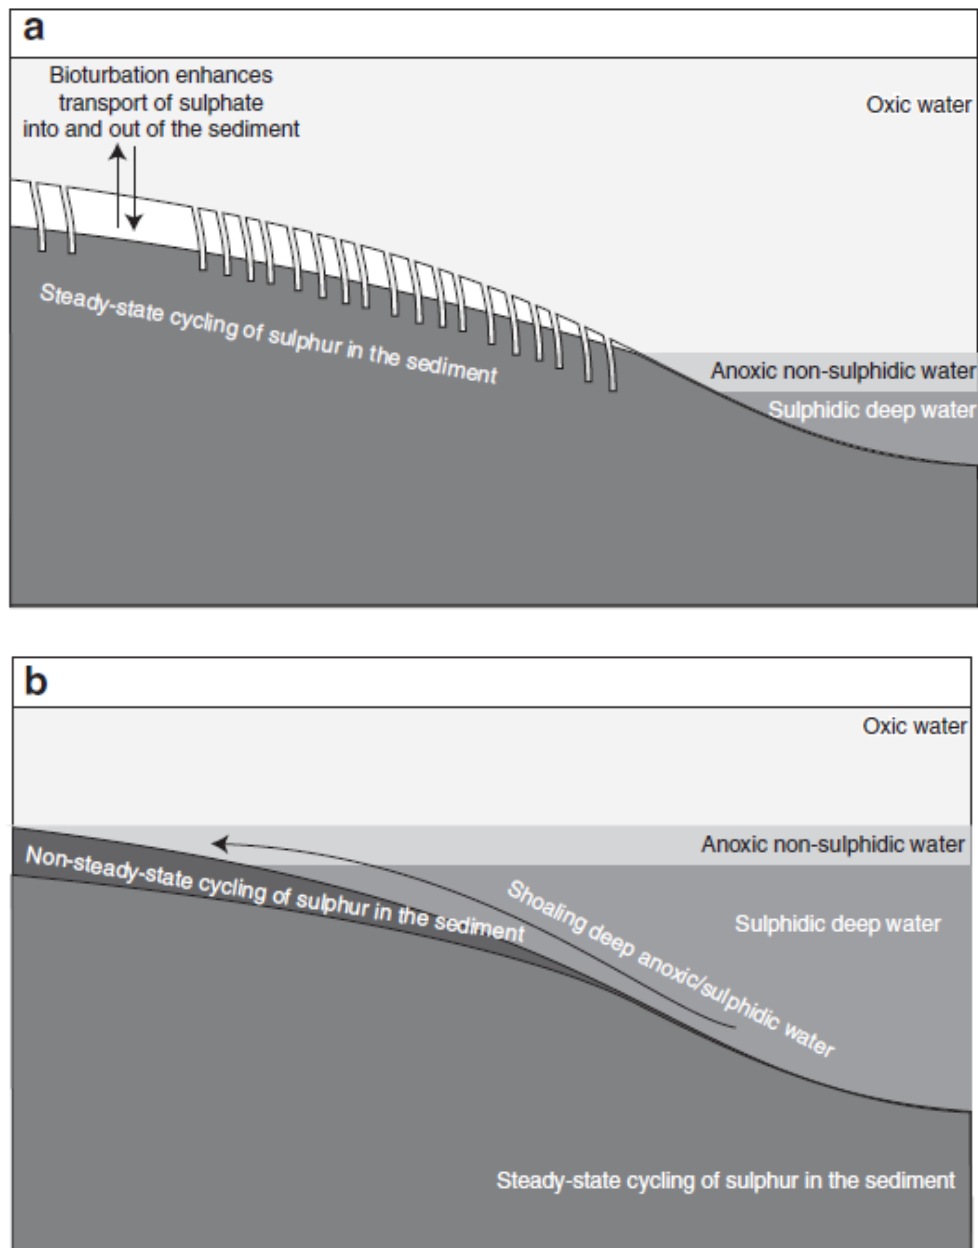 a
Bioturbation enhances
transport of sulphate
into and out of the sediment
Oxic water
Steady-state cycling of sulphur in the sediment
Anoxic non-sulphidic water
Sulphidic deep water
b
Oxic water
Anoxic non-sulphidic water
Non-steady-state cycling of sulphur in the sediment
Shoaling deep anoxic/sulphidic water
Sulphidic deep water
Steady-state cycling of sulphur in the sediment